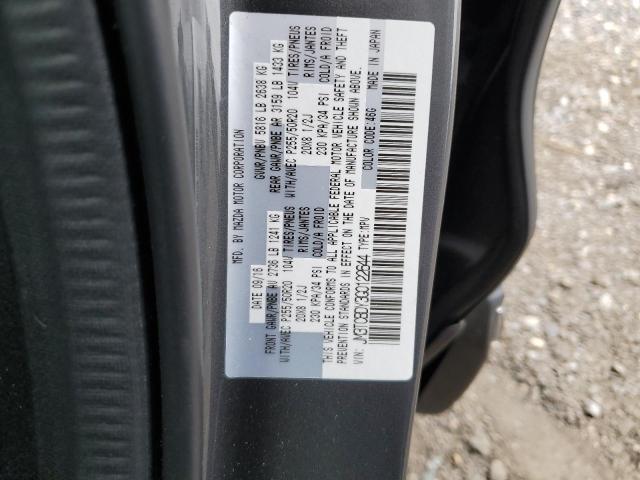 MFD BY MAZDA MOTOR CORPORATION
DATE 09/16 GVWR/PNBV 5816 LB 2638 KG
FRONT GAWR/PNBE AV 2736 LB 1241 KG REAR GAWR/PNBE AR 3159 LB 1433 KG
WITH/AVEC P255/50R20 104V TIRES/PNEUS WITH/AVEC P255/50R20 104V TIRES/PNEUS
20X8 1/2J RIMS/JANTES 20X8 1/2J RIMS/JANTES
230 KPA/34 PSI COLD/A FROID 230 KPA/34 PSI COLD/A FROID
THIS VEHICLE CONFORMS TO ALL APPLICABLE FEDERAL MOTOR VEHICLE SAFETY AND THEFT
PREVENTION STANDARDS IN EFFECT ON THE DATE OF MANUFACTURE SHOWN ABOVE.
VIN: JM3TCBDY3G0122644 TYPE:MPV COLOR CODE:46G MADE IN JAPAN